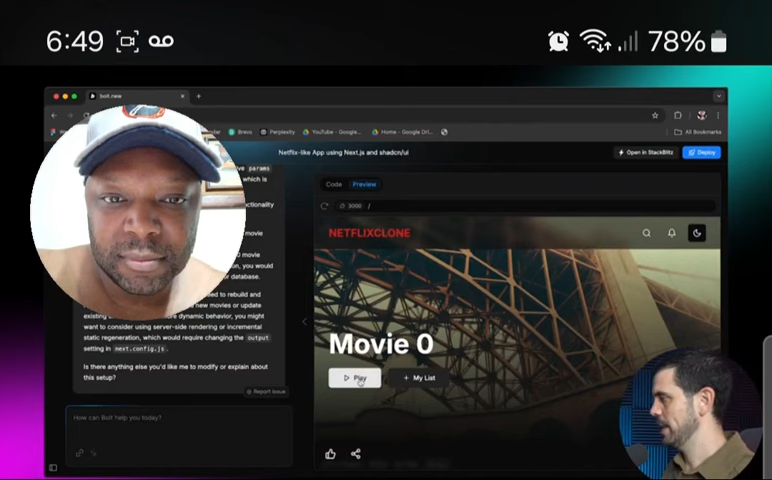 6:49
78%
bolt.new
Brevo
Perplexity
YouTube - Google...
Home - Google Dri...
All Bookmarks
Netflix-like App using Next.js and shadcn/ui
Open in StackBlitz
Deploy
params
which is
movie
0 movie
n, you would
or database.
ed to rebuild and
new movies or update
existing
re dynamic behavior, you might
want to consider using server-side rendering or incremental
static regeneration, which would require changing the output
setting in next.config.js.
Is there anything else you'd like me to modify or explain about
this setup?
Report issue
How can Bolt help you today?
Code
Preview
3000 /
NETFLIXCLONE
Movie 0
Play
+ My List